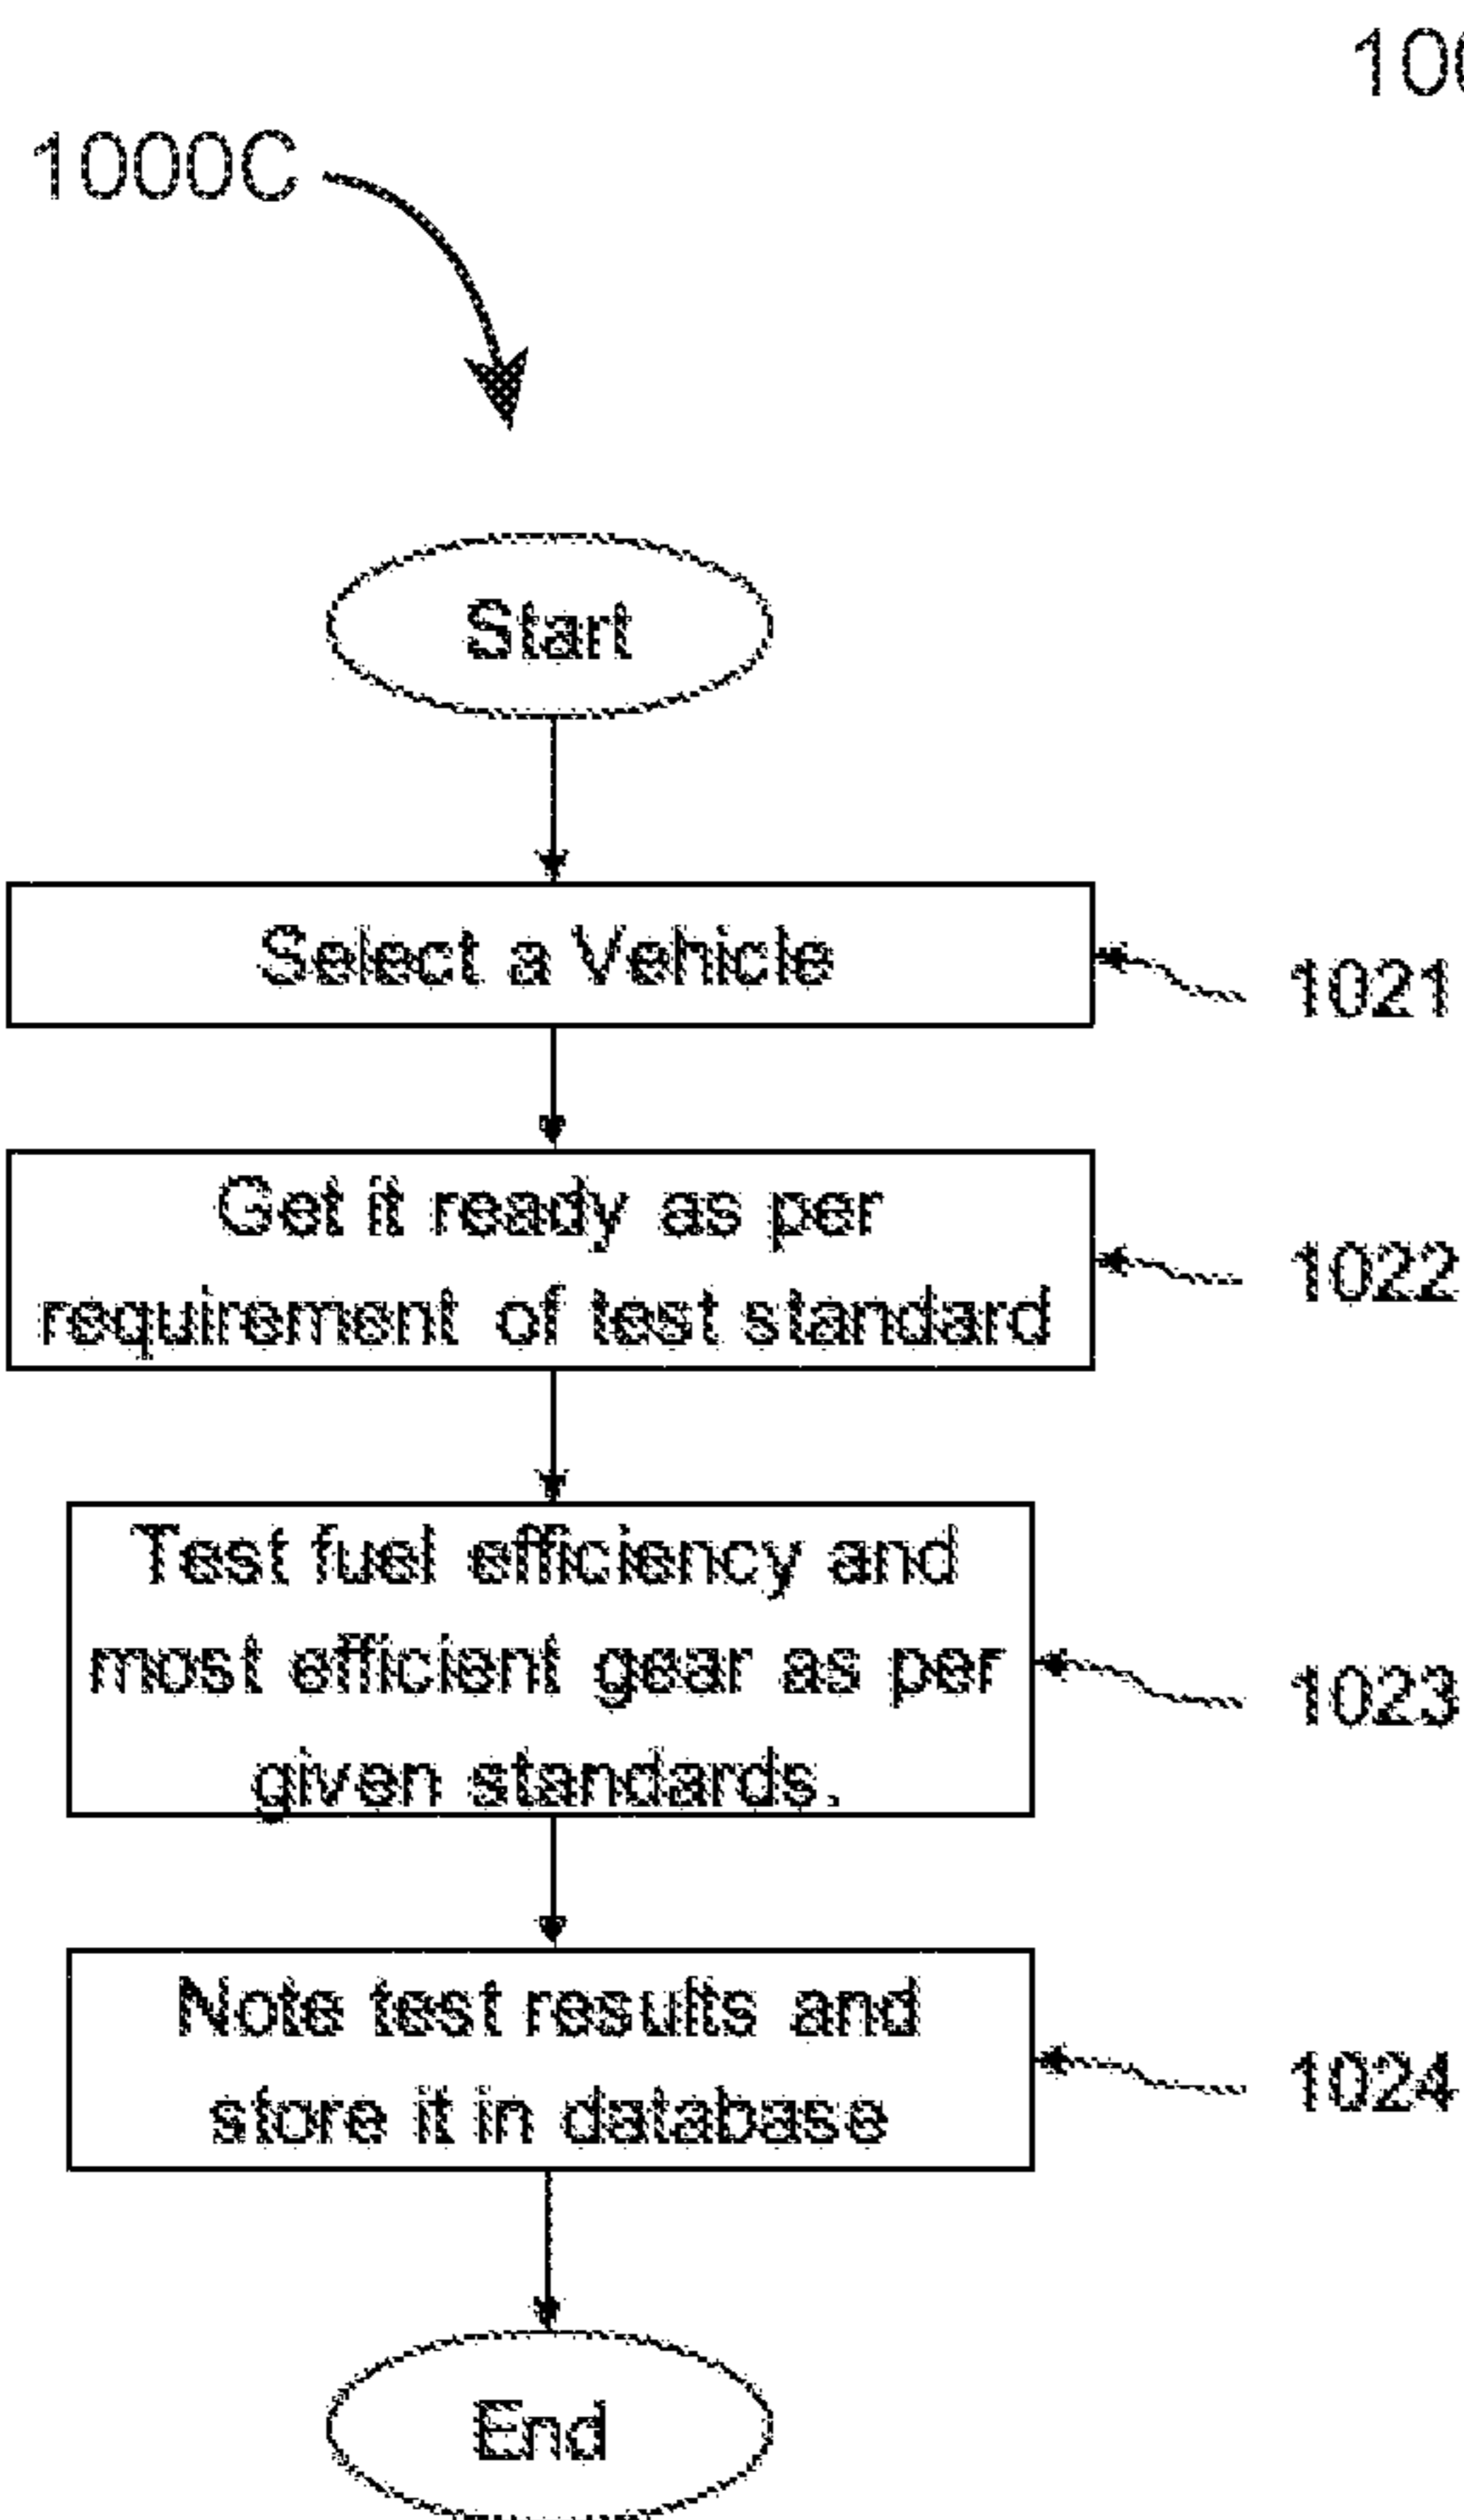 1000C
Start
Select a Vehicle
1021
Get it ready as per
requirement of test standard
1022
Test fuel efficiency and
most efficient gear as per
given standards.
1023
Note test results and
store it in database
1024
End